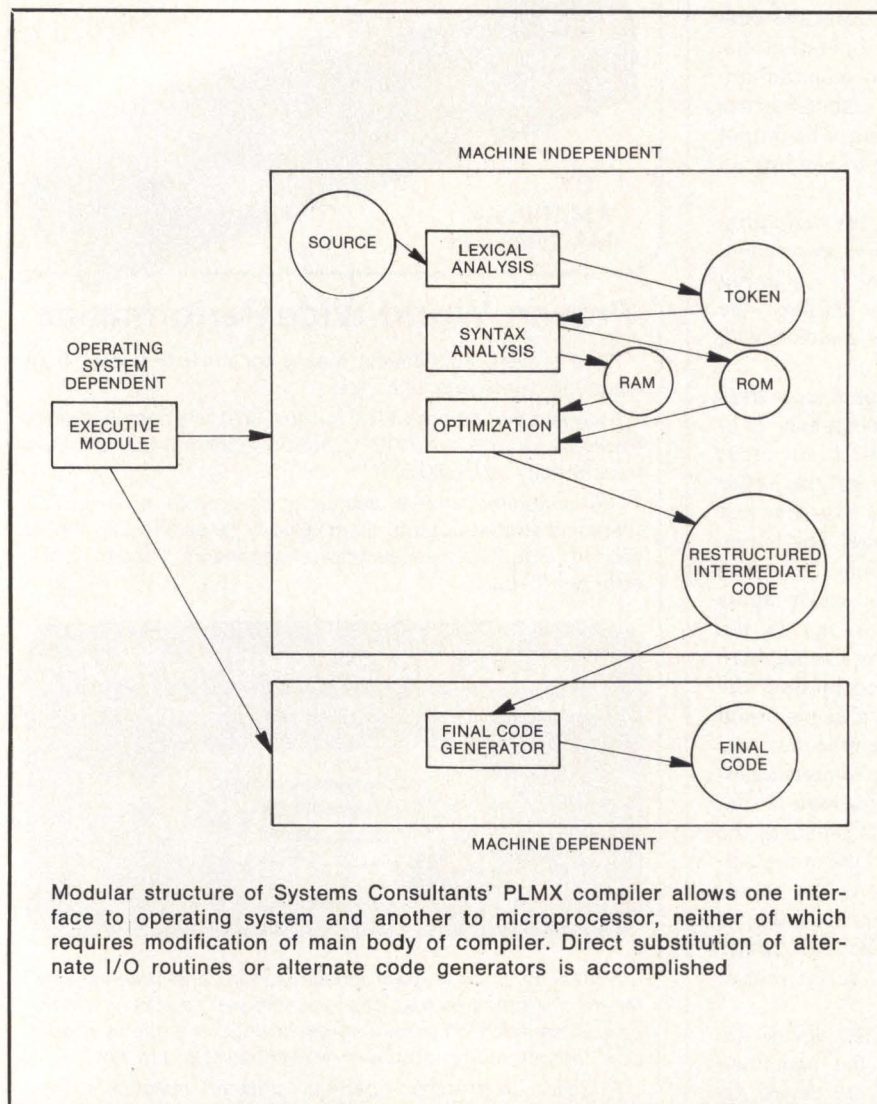 MACHINE INDEPENDENT
SOURCE
LEXICAL
ANALYSIS
TOKEN
SYNTAX
ANALYSIS
RAM
ROM
OPTIMIZATION
OPERATING
SYSTEM
DEPENDENT
EXECUTIVE
MODULE
RESTRUCTURED
INTERMEDIATE
CODE
FINAL CODE
GENERATOR
FINAL
CODE
MACHINE DEPENDENT
Modular structure of Systems Consultants' PLMX compiler allows one inter-
face to operating system and another to microprocessor, neither of which
requires modification of main body of compiler. Direct substitution of alter-
nate I/O routines or alternate code generators is accomplished